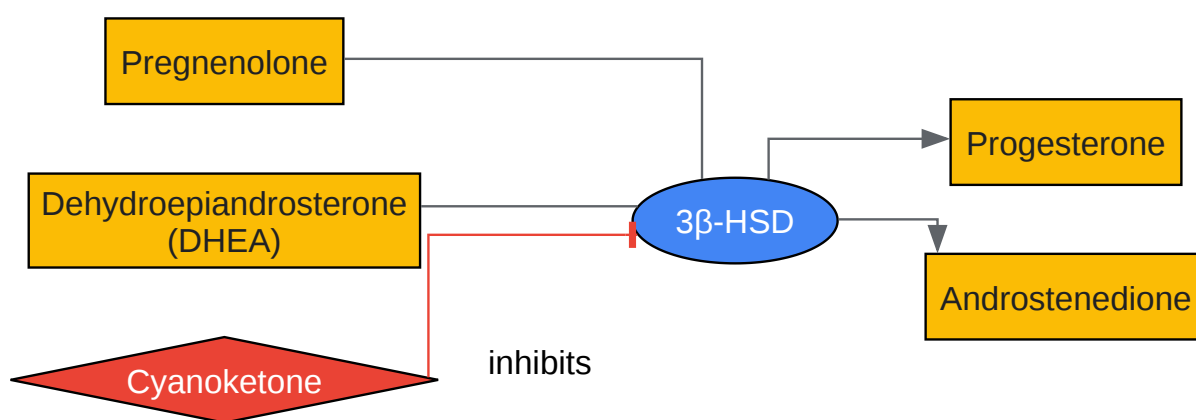 Pregnenolone
Progesterone
Dehydroepiandrosterone
(DHEA)
3β-HSD
Androstenedione
Cyanoketone
inhibits